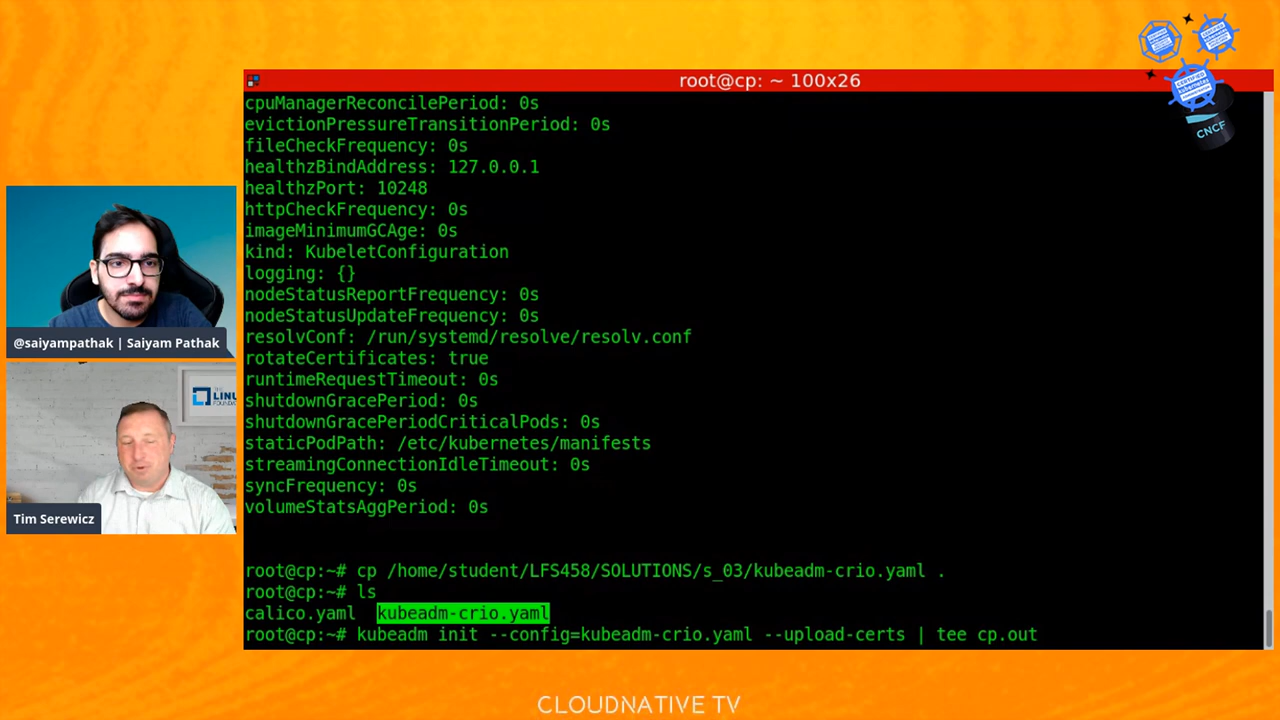 root@cp: ~ 100x26
cpuManagerReconcilePeriod: 0s
evictionPressureTransitionPeriod: 0s
fileCheckFrequency: 0s
healthzBindAddress: 127.0.0.1
healthzPort: 10248
httpCheckFrequency: 0s
imageMinimumGCAge: 0s
kind: KubeletConfiguration
logging: {}
nodeStatusReportFrequency: 0s
nodeStatusUpdateFrequency: 0s
resolvConf: /run/systemd/resolve/resolv.conf
rotateCertificates: true
runtimeRequestTimeout: 0s
shutdownGracePeriod: 0s
shutdownGracePeriodCriticalPods: 0s
staticPodPath: /etc/kubernetes/manifests
streamingConnectionIdleTimeout: 0s
syncFrequency: 0s
volumeStatsAggPeriod: 0s
root@cp:~# cp /home/student/LFS458/SOLUTIONS/s_03/kubeadm-crio.yaml .
root@cp:~# ls
calico.yaml kubeadm-crio.yaml
root@cp:~# kubeadm init --config=kubeadm-crio.yaml --upload-certs | tee cp.out
@saiyampathak | Saiyam Pathak
Tim Serewicz
CERTIFIED
kubernetes
CNCF
CLOUDNATIVE TV